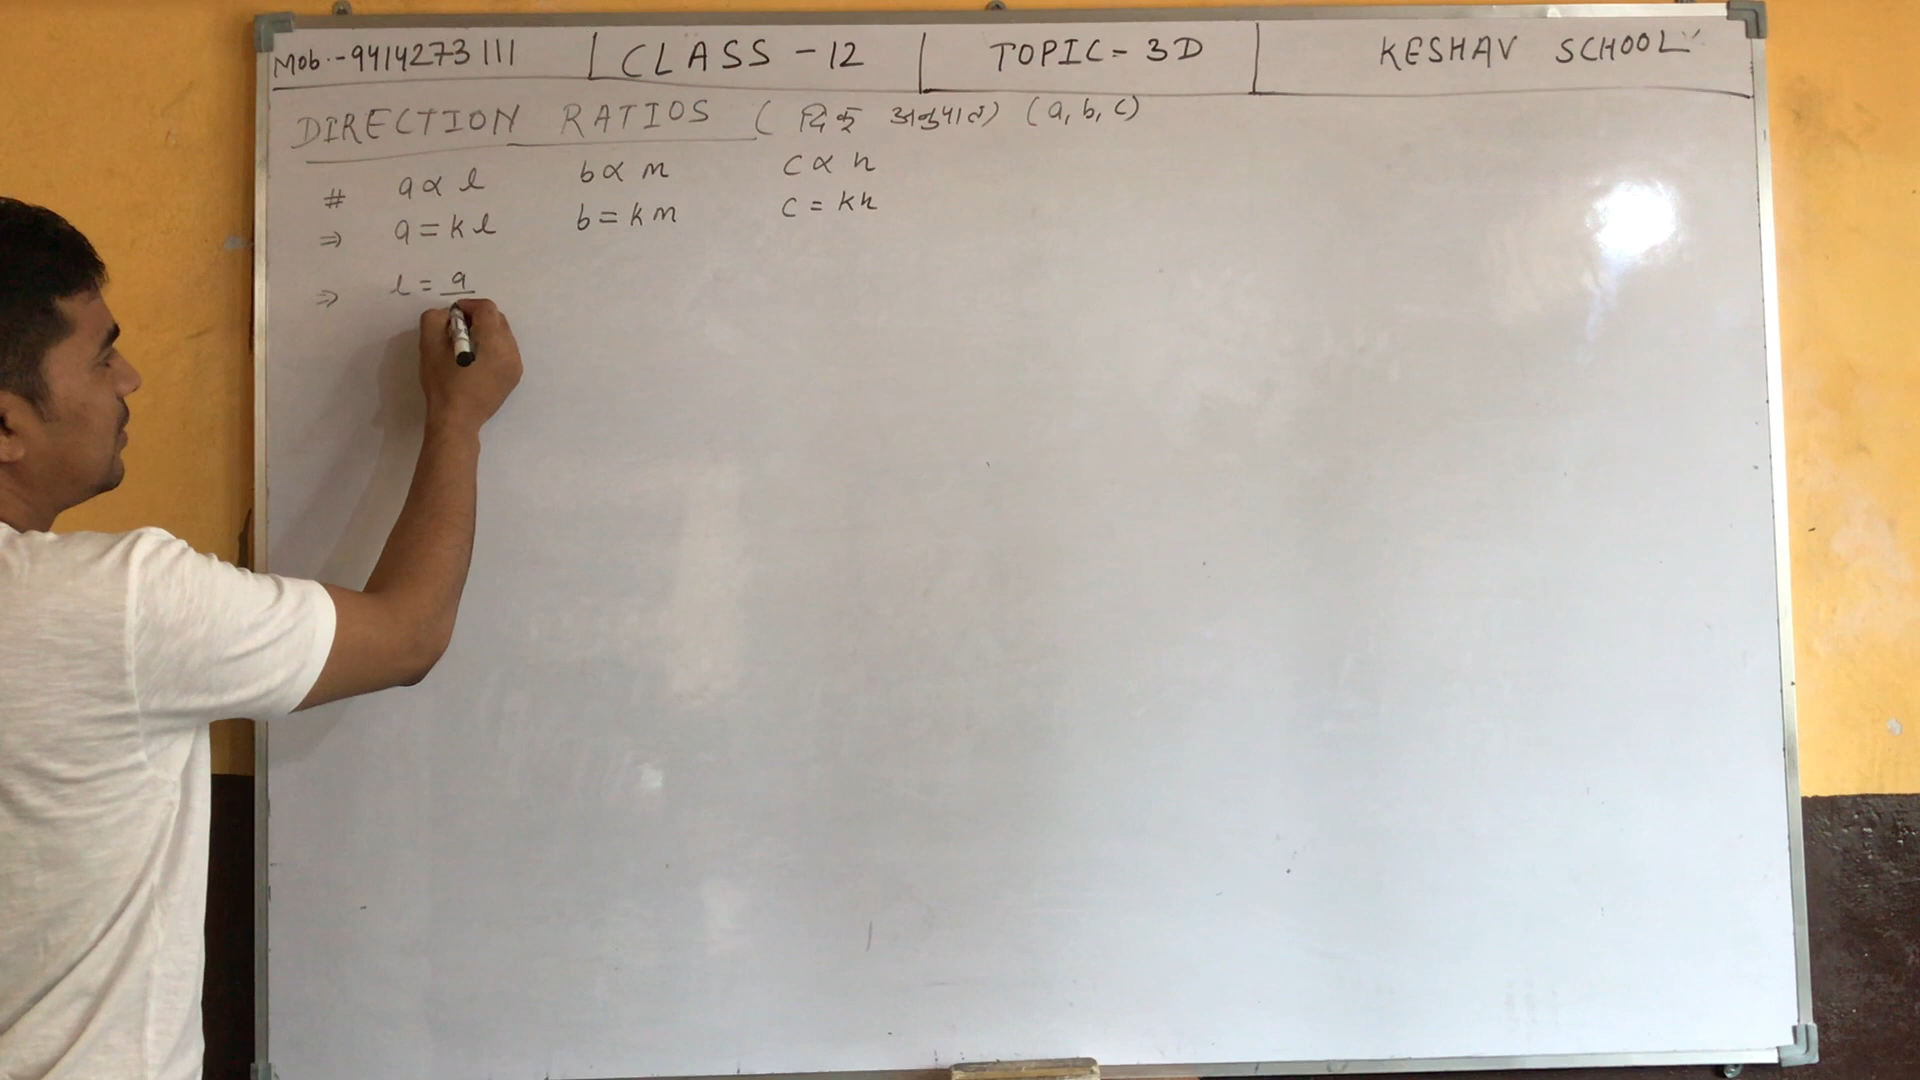 Mob.-9414273111 | CLASS - 12 | TOPIC - 3D | KESHAV SCHOOL
DIRECTION RATIOS ( दिक् अनुपात) (a, b, c)
# a ∝ l b ∝ m c ∝ n
⇒ a = kl b = km c = kn
⇒ l = a